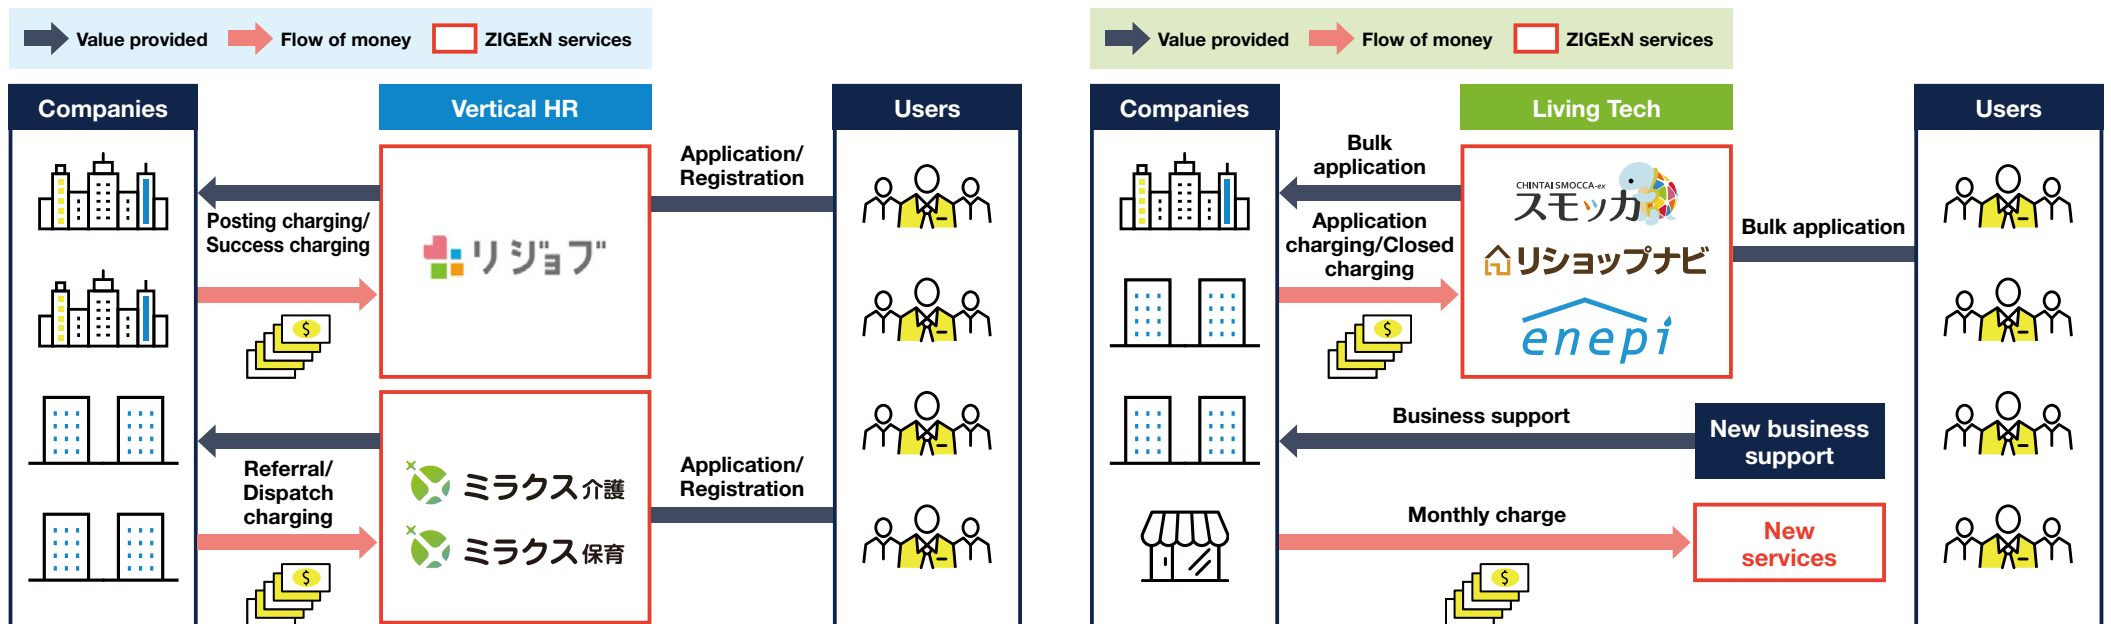 Value provided
Flow of money
ZIGExN services
Companies
Vertical HR
Users
Application/
Registration
Posting charging/
Success charging
リジョブ
$
Referral/
Dispatch
charging
ミラクス介護
ミラクス保育
Application/
Registration
$
Value provided
Flow of money
ZIGExN services
Companies
Living Tech
Users
Bulk
application
Application
charging/Closed
charging
CHINTAI SMOCCA-ex
スモッカ
リショップナビ
enepi
Bulk application
$
Business support
New business
support
Monthly charge
New
services
$